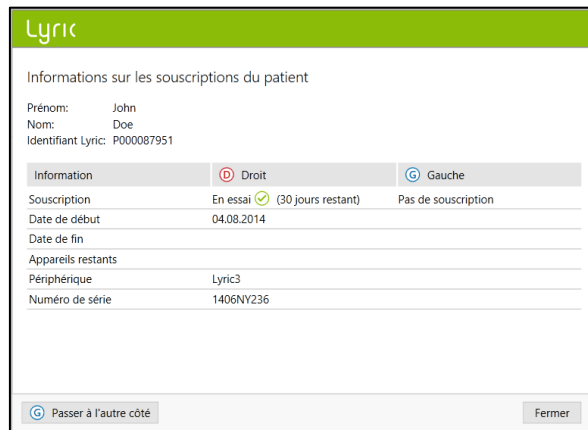 Lyric
Informations sur les souscriptions du patient
Prénom: John
Nom: Doe
Identifiant Lyric: P000087951
Information D Droit G Gauche
Souscription En essai (30 jours restant) Pas de souscription
Date de début 04.08.2014
Date de fin
Appareils restants
Périphérique Lyric3
Numéro de série 1406NY236
G Passer à l'autre côté Fermer